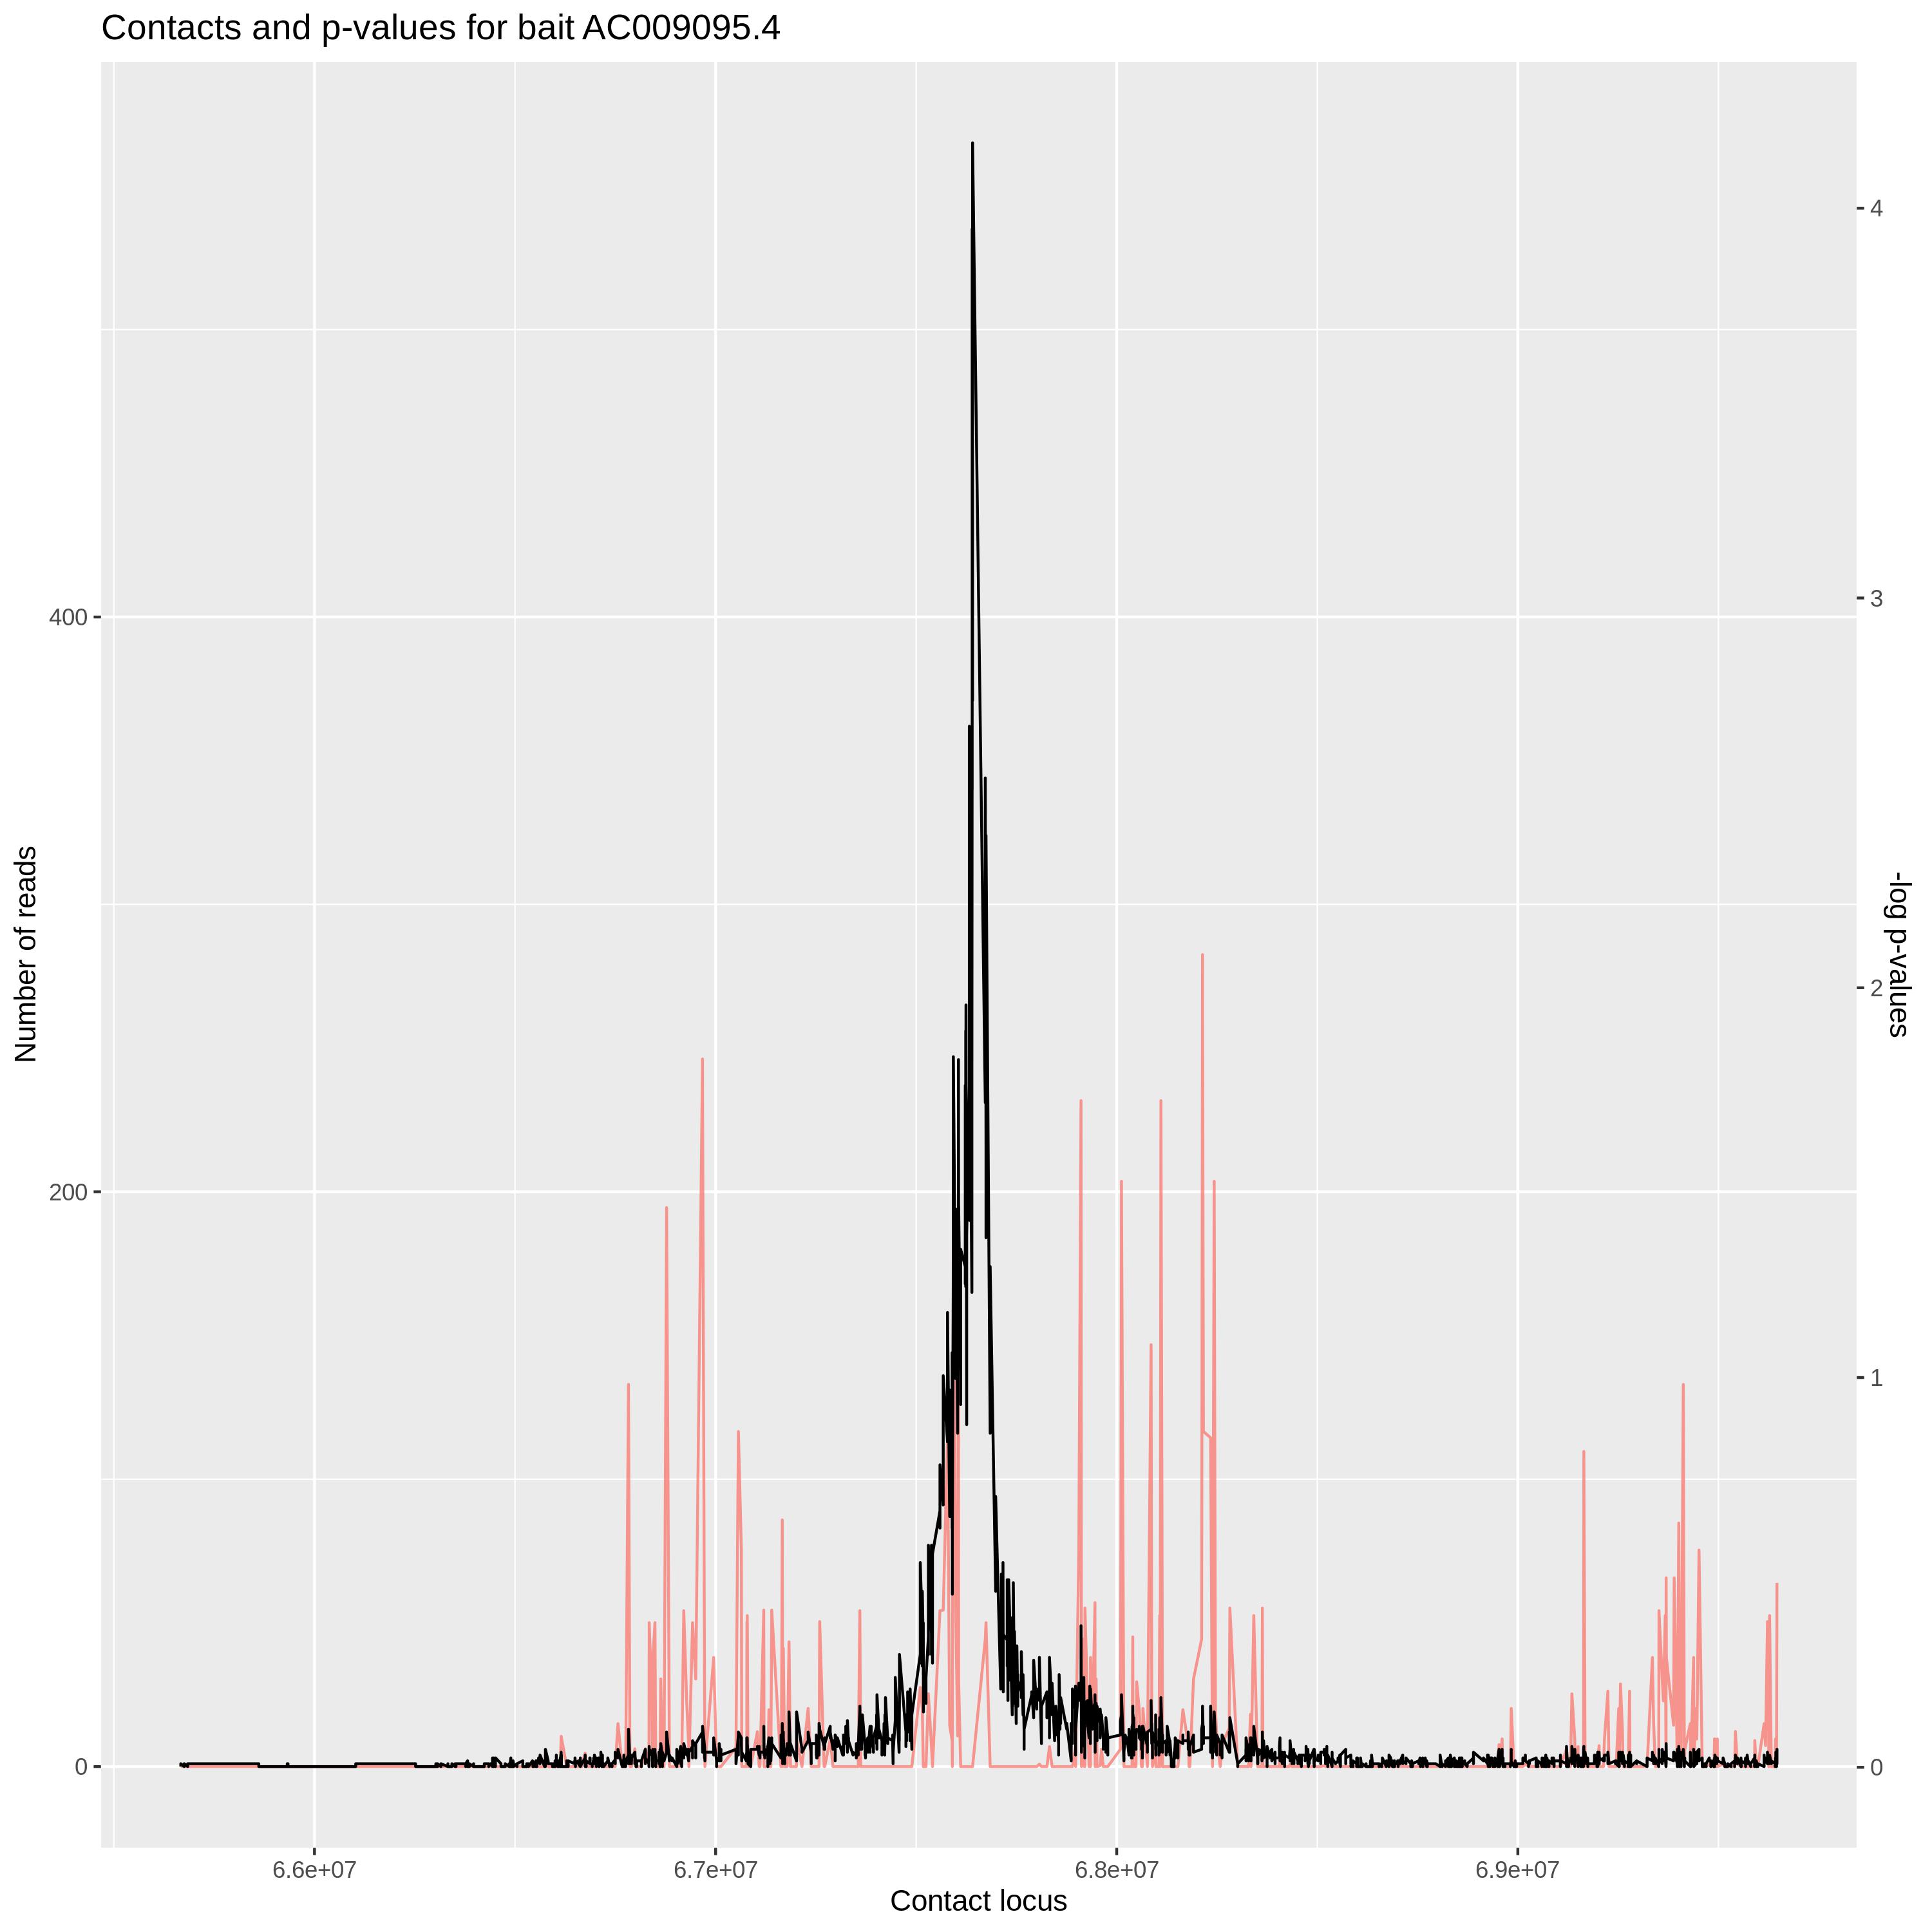 Contacts and p-values for bait AC009095.4
Number of reads
400
200
0
4
3
2
1
0
-log p-values
6.6e+07 6.7e+07 6.8e+07 6.9e+07
Contact locus